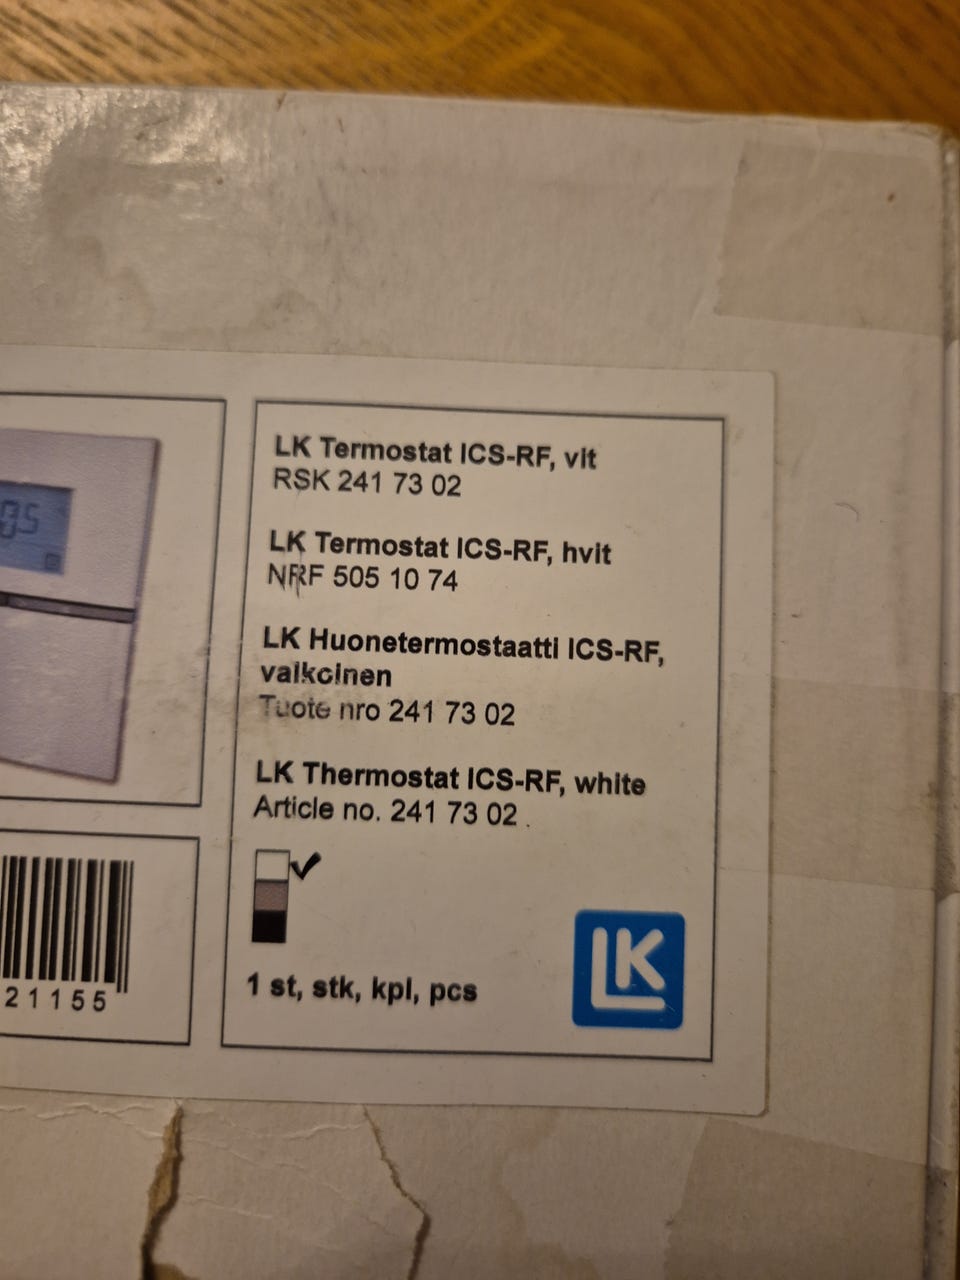 LK Termostat ICS-RF, vit
RSK 241 73 02
LK Termostat ICS-RF, hvit
NRF 505 10 74
LK Huonetermostaatti ICS-RF,
valkoinen
Tuote nro 241 73 02
LK Thermostat ICS-RF, white
Article no. 241 73 02
1 st, stk, kpl, pcs
LK
05
21155